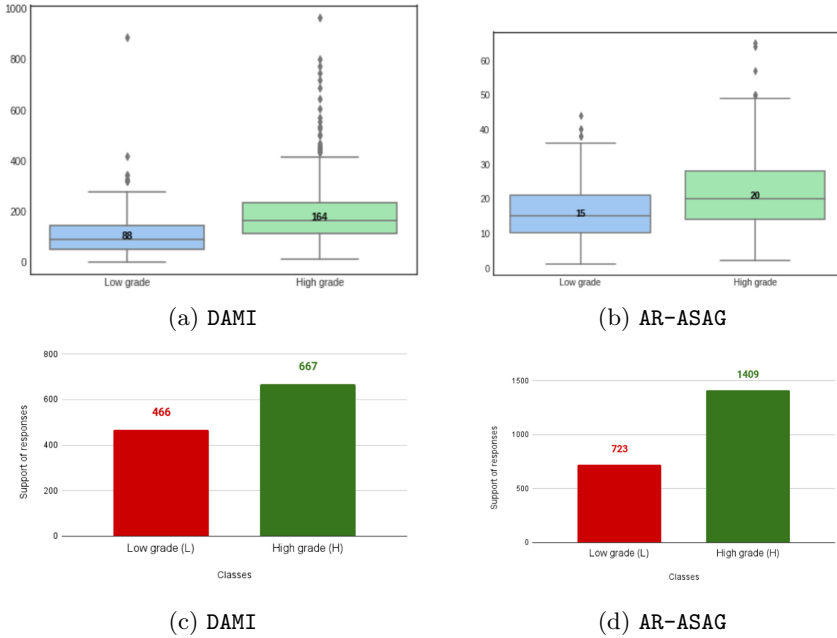 1000
800
600
400
200
0
88
164
Low grade
High grade
(a) DAMI
60
50
40
30
20
10
0
15
20
Low grade
High grade
(b) AR-ASAG
800
600
400
200
0
Support of responses
466
667
Low grade (L)
High grade (H)
Classes
(c) DAMI
1500
1000
500
0
Support of responses
723
1409
Low grade (L)
High grade (H)
Classes
(d) AR-ASAG